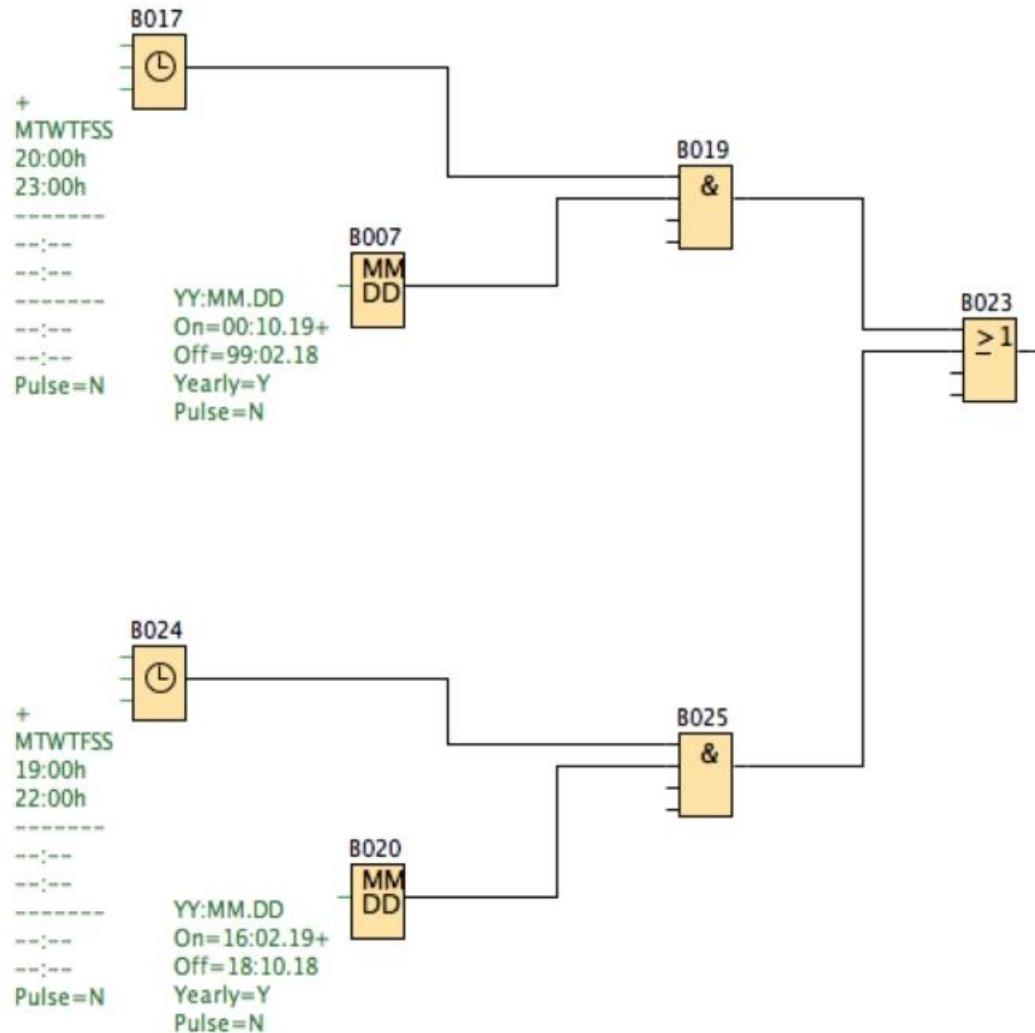 B017
+
MTWTFSS
20:00h
23:00h
-------
--:--
--:--
-------
--:--
--:--
Pulse=N
B007
MM
DD
YY:MM.DD
On=00:10.19+
Off=99:02.18
Yearly=Y
Pulse=N
B019
&
B023
≥1
B024
+
MTWTFSS
19:00h
22:00h
-------
--:--
--:--
-------
--:--
--:--
Pulse=N
B020
MM
DD
YY:MM.DD
On=16:02.19+
Off=18:10.18
Yearly=Y
Pulse=N
B025
&